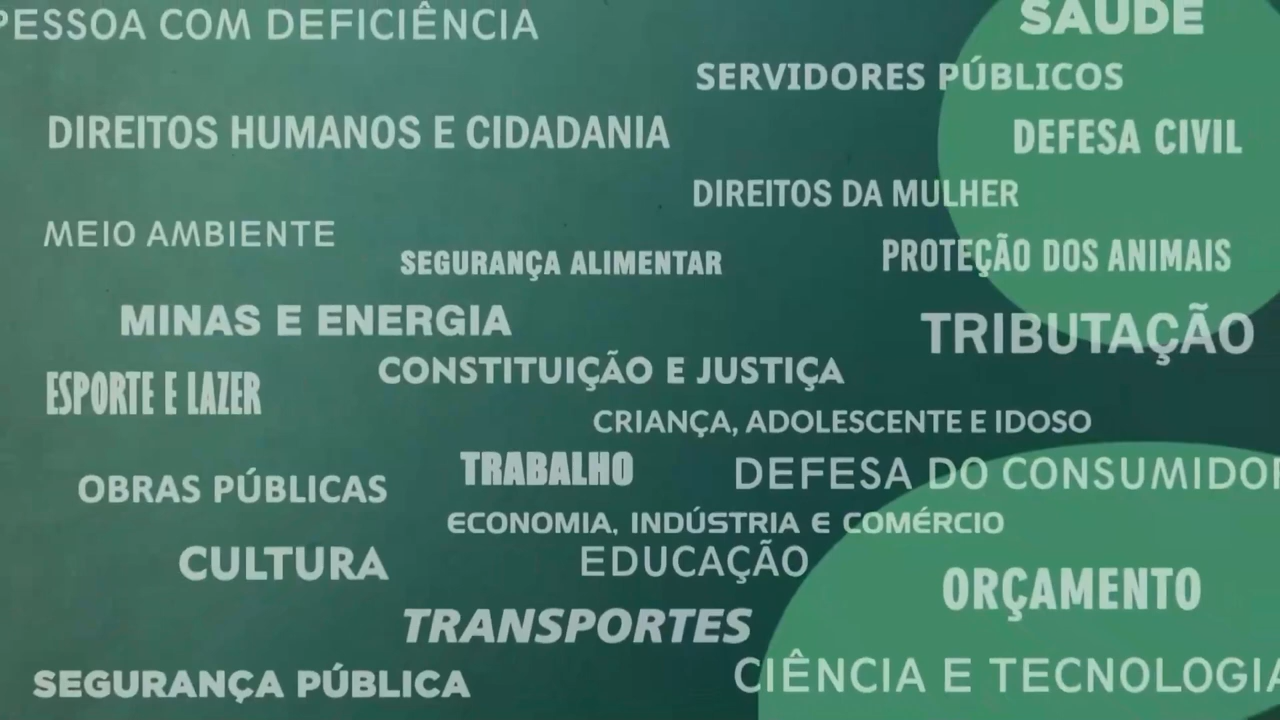 PESSOA COM DEFICIÊNCIA
SAÚDE
SERVIDORES PÚBLICOS
DIREITOS HUMANOS E CIDADANIA
DEFESA CIVIL
DIREITOS DA MULHER
MEIO AMBIENTE
SEGURANÇA ALIMENTAR
PROTEÇÃO DOS ANIMAIS
MINAS E ENERGIA
TRIBUTAÇÃO
CONSTITUIÇÃO E JUSTIÇA
ESPORTE E LAZER
CRIANÇA, ADOLESCENTE E IDOSO
TRABALHO
DEFESA DO CONSUMIDOR
OBRAS PÚBLICAS
ECONOMIA, INDÚSTRIA E COMÉRCIO
CULTURA
EDUCAÇÃO
ORÇAMENTO
TRANSPORTES
CIÊNCIA E TECNOLOGIA
SEGURANÇA PÚBLICA